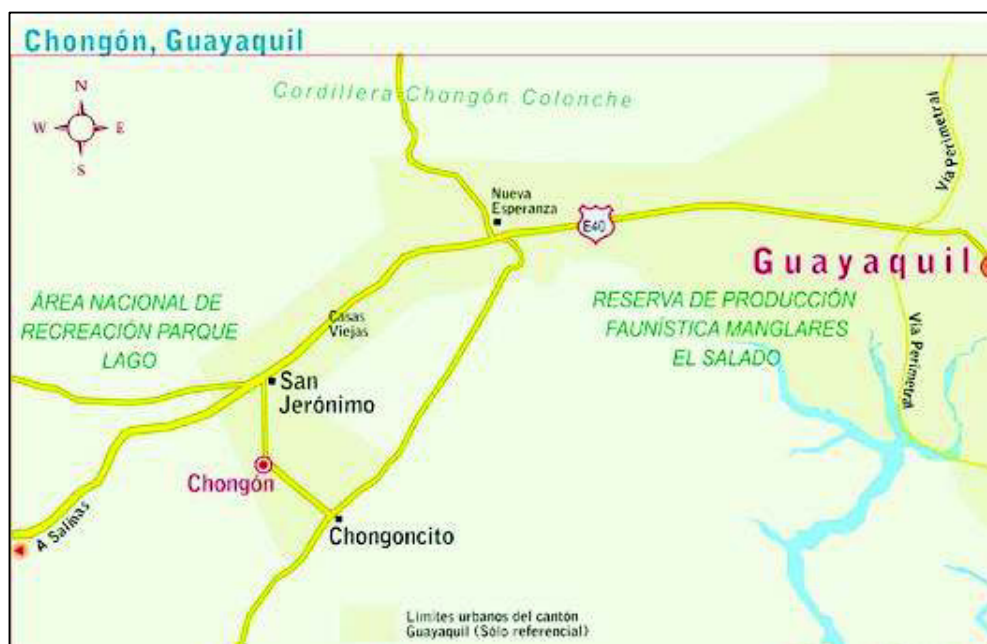 Chongón, Guayaquil
N
W E
S
Cordillera Chongón Colonche
Vía Perimetral
Nueva
Esperanza
E40
Guayaquil
ÁREA NACIONAL DE
RECREACIÓN PARQUE
LAGO
RESERVA DE PRODUCCIÓN
FAUNÍSTICA MANGLARES
EL SALADO
Casas
Viejas
Vía Perimetral
San
Jerónimo
Chongón
A Salinas
Chongoncito
Límites urbanos del cantón
Guayaquil (Sólo referencial)